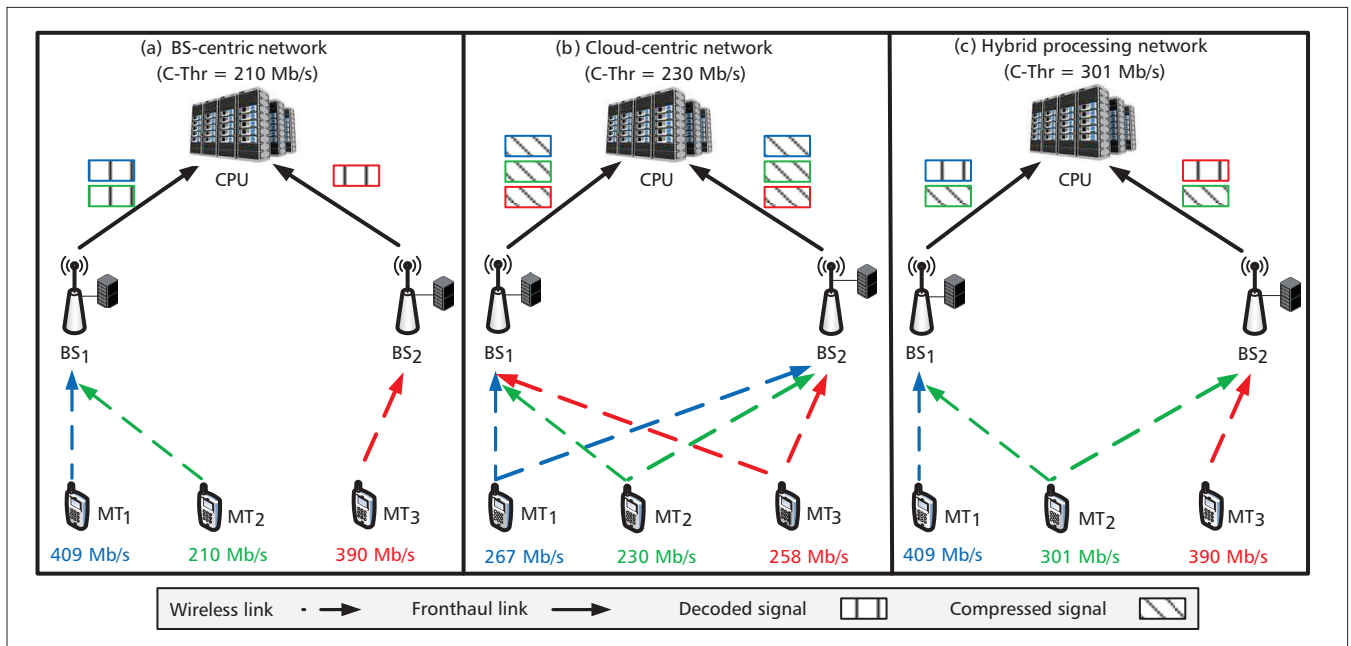 (a) BS-centric network
(C-Thr = 210 Mb/s)
CPU
BS1
BS2
MT1
MT2
MT3
409 Mb/s
210 Mb/s
390 Mb/s
(b) Cloud-centric network
(C-Thr = 230 Mb/s)
CPU
BS1
BS2
MT1
MT2
MT3
267 Mb/s
230 Mb/s
258 Mb/s
(c) Hybrid processing network
(C-Thr = 301 Mb/s)
CPU
BS1
BS2
MT1
MT2
MT3
409 Mb/s
301 Mb/s
390 Mb/s
Wireless link
Fronthaul link
Decoded signal
Compressed signal